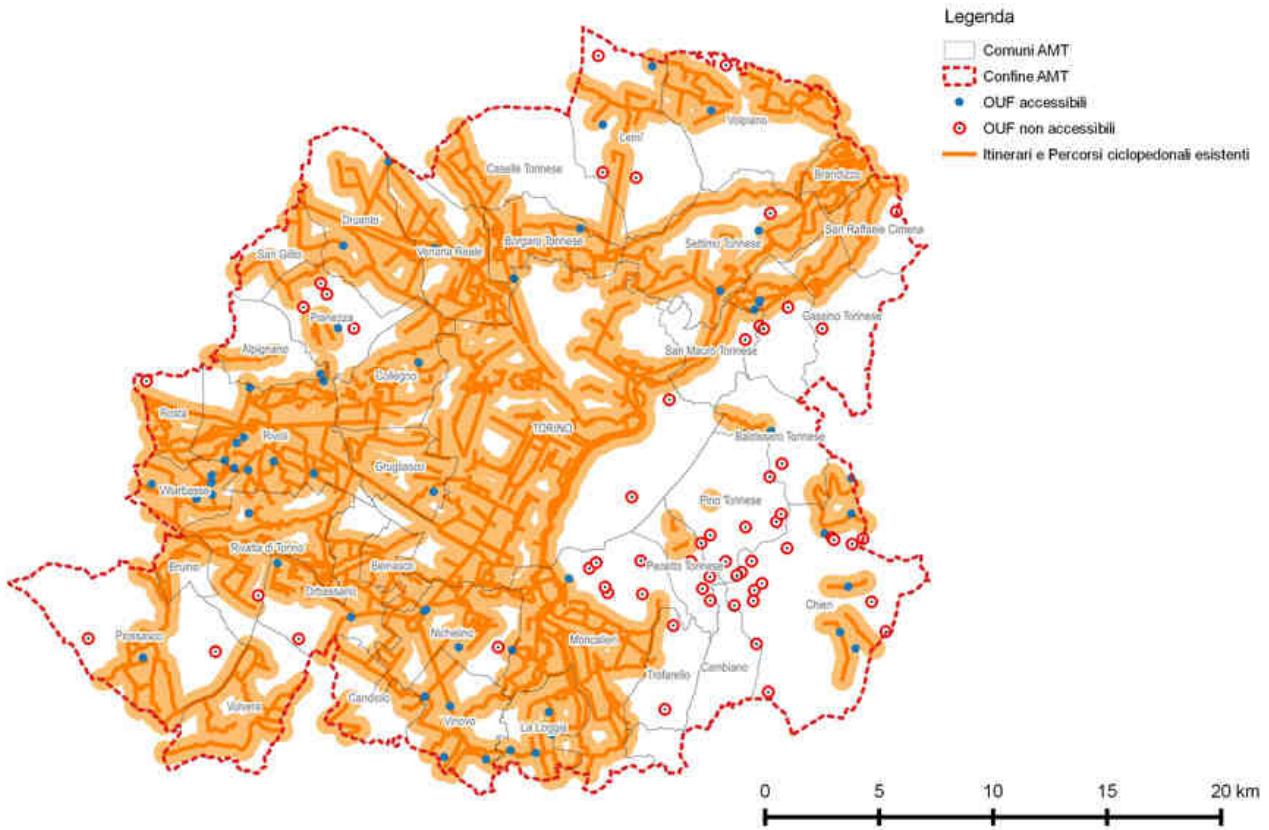 Legenda
Comuni AMT
Confine AMT
OUF accessibili
OUF non accessibili
Itinerari e Percorsi ciclopedonali esistenti
Volpiano
Leinì
Caselle Torinese
Brandizzo
Druento
San Raffaele Cimena
Borgaro Torinese
Settimo Torinese
Venaria Reale
San Gillio
Gassino Torinese
Pianezza
Alpignano
San Mauro Torinese
Collegno
Rosta
TORINO
Rivoli
Baldissero Torinese
Grugliasco
Villarbasse
Pino Torinese
Rivalta di Torino
Bruino
Beinasco
Pecetto Torinese
Orbassano
Chieri
Piossasco
Nichelino
Moncalieri
Trofarello
Cambiano
Candiolo
Volvera
Vinovo
La Loggia
0 5 10 15 20 km